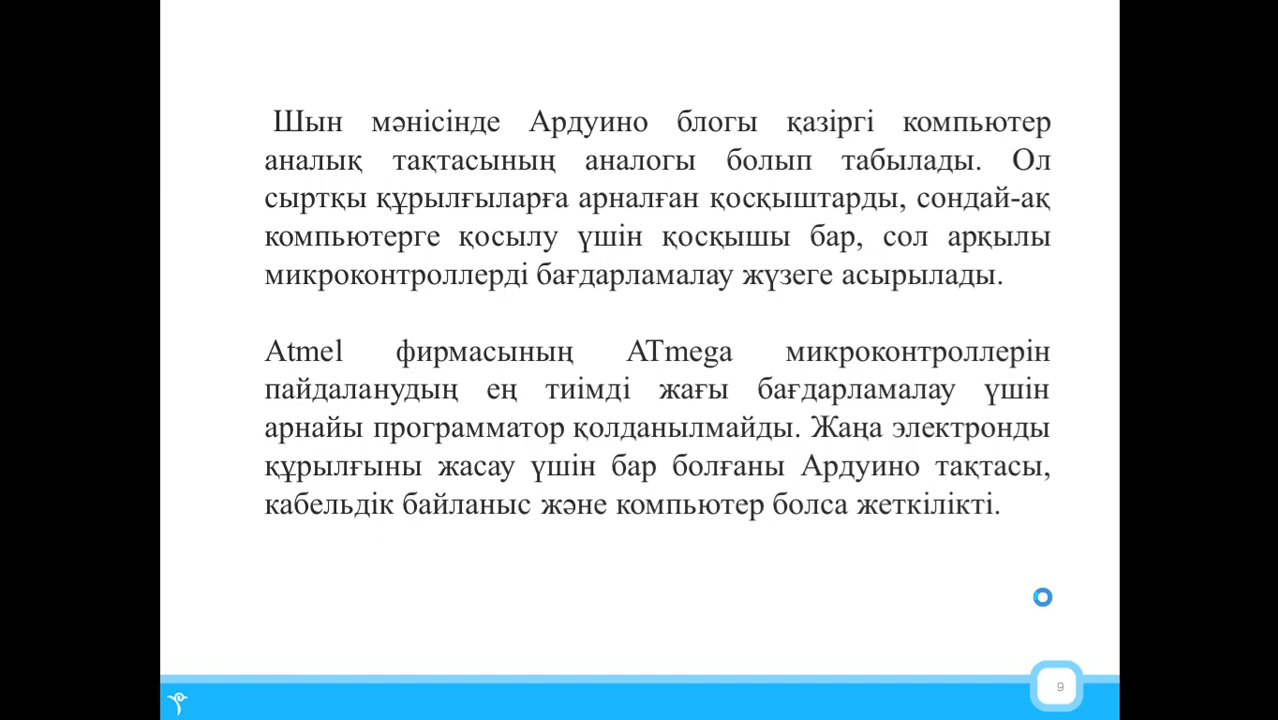 Шын мәнісінде Ардуино блогы қазіргі компьютер
аналық тақтасының аналогы болып табылады. Ол
сыртқы құрылғыларға арналған қосқыштарды, сондай-ақ
компьютерге қосылу үшін қосқышы бар, сол арқылы
микроконтроллерді бағдарламалау жүзеге асырылады.
Atmel фирмасының ATmega микроконтроллерін
пайдаланудың ең тиімді жағы бағдарламалау үшін
арнайы программатор қолданылмайды. Жаңа электронды
құрылғыны жасау үшін бар болғаны Ардуино тақтасы,
кабельдік байланыс және компьютер болса жеткілікті.
9